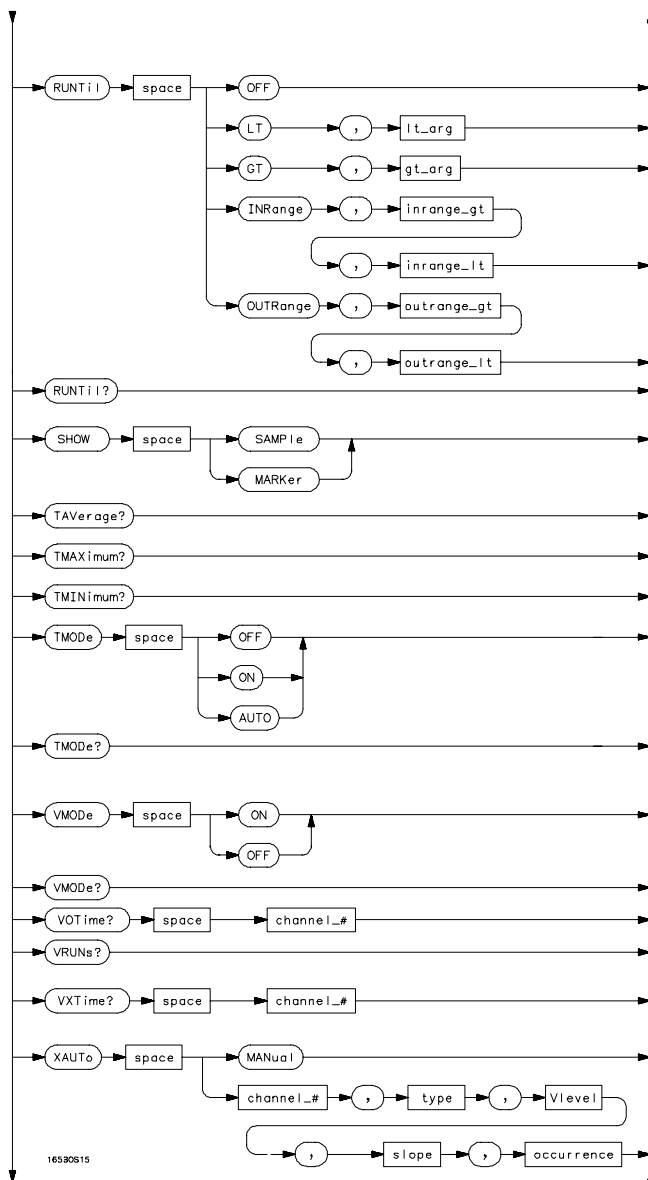 RUNTil space OFF
LT , lt_arg
GT , gt_arg
INRange , inrange_gt
, inrange_lt
OUTRange , outrange_gt
, outrange_lt
RUNTil?
SHOW space SAMPle
MARKer
TAVerage?
TMAXimum?
TMINimum?
TMODe space OFF
ON
AUTO
TMODe?
VMODe space ON
OFF
VMODe?
VOTime? space channel_#
VRUNs?
VXTime? space channel_#
XAUTo space MANual
channel_# , type , Vlevel
, slope , occurrence
16530S15